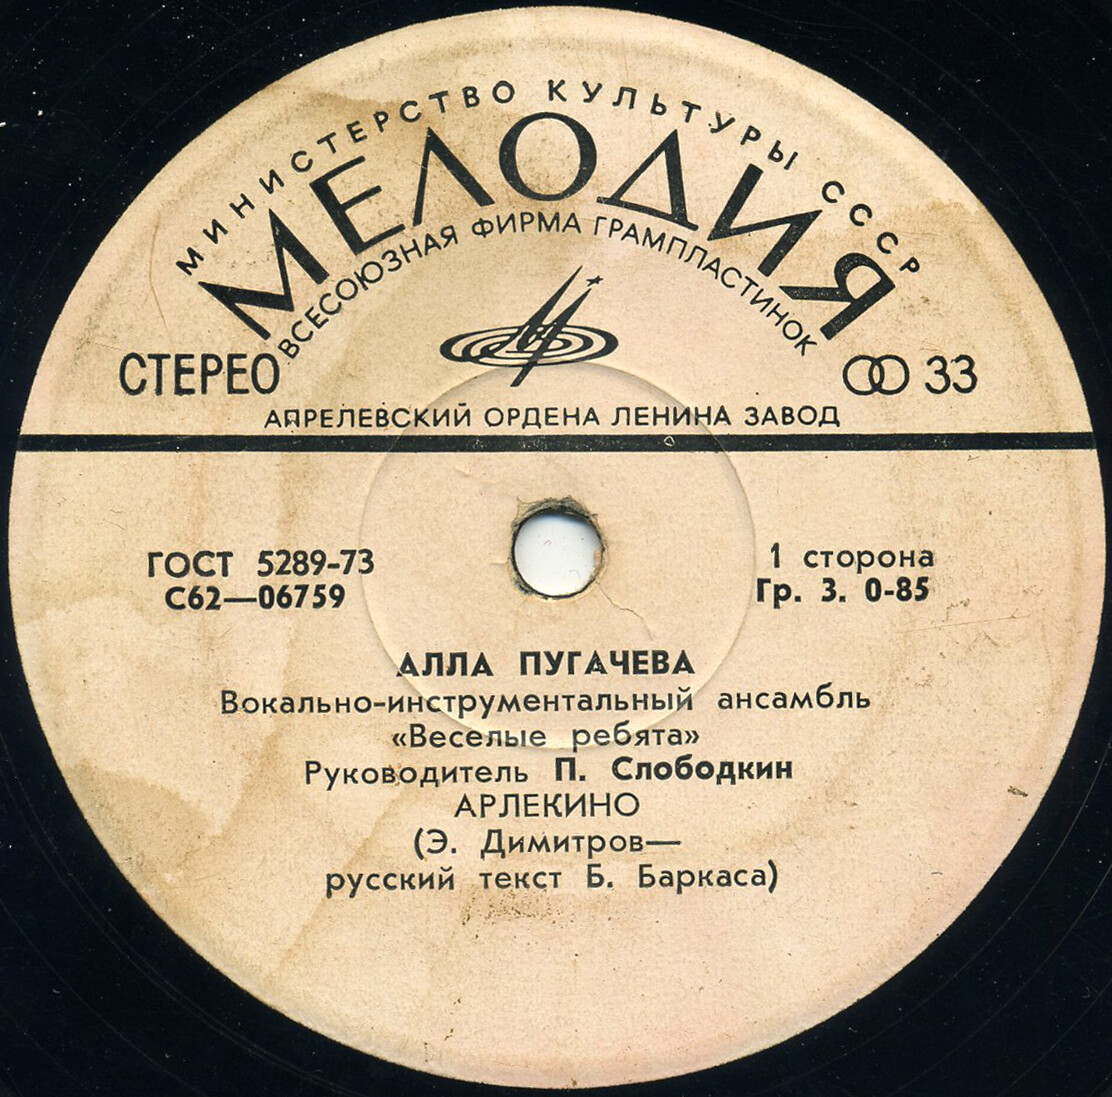 МИНИСТЕРСТВО КУЛЬТУРЫ СССР
МЕЛОДИЯ
ВСЕСОЮЗНАЯ ФИРМА ГРАМПЛАСТИНОК
СТЕРЕО
33
АПРЕЛЕВСКИЙ ОРДЕНА ЛЕНИНА ЗАВОД
ГОСТ 5289-73
С62—06759
1 сторона
Гр. 3. 0-85
АЛЛА ПУГАЧЕВА
Вокально-инструментальный ансамбль
«Веселые ребята»
Руководитель П. Слободкин
АРЛЕКИНО
(Э. Димитров—
русский текст Б. Баркаса)